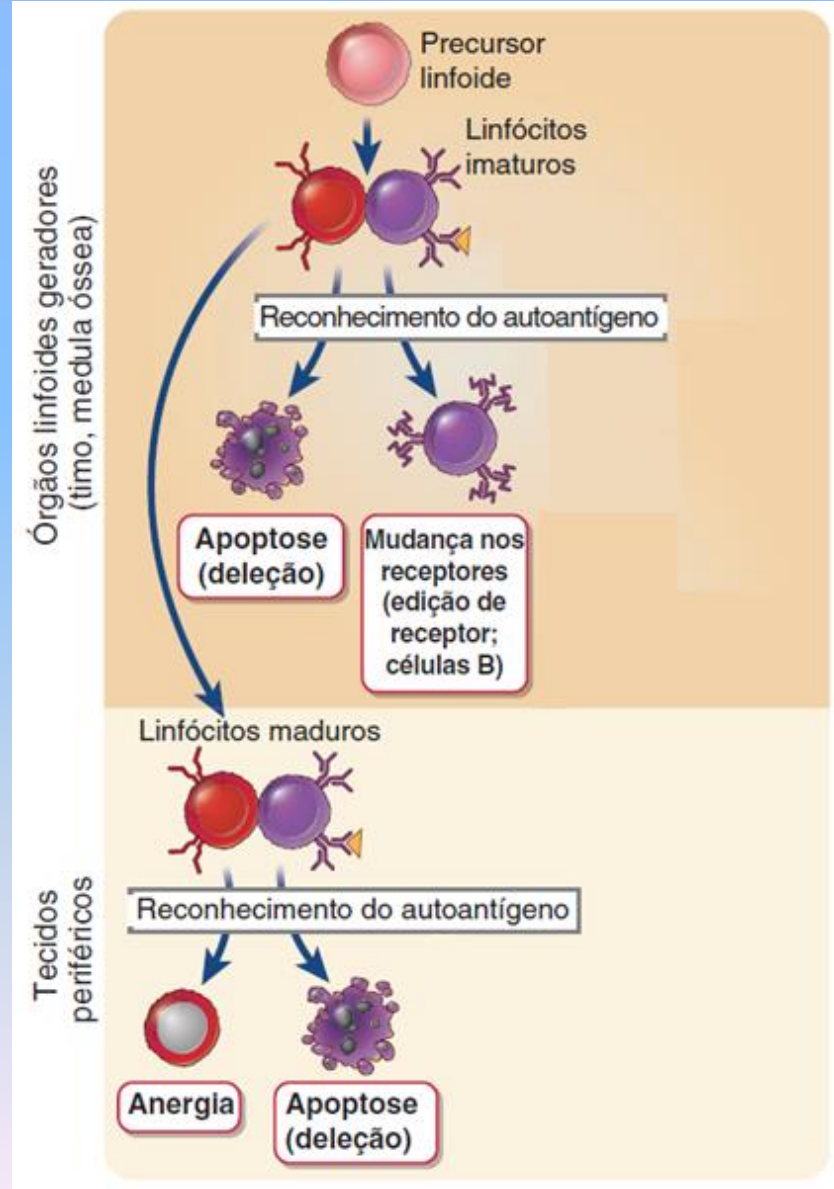 Precursor
linfoide
Linfócitos
imaturos
Órgãos linfoides geradores
(timo, medula óssea)
Reconhecimento do autoantígeno
Apoptose
(deleção)
Mudança nos
receptores
(edição de
receptor;
células B)
Linfócitos maduros
Tecidos
periféricos
Reconhecimento do autoantígeno
Anergia
Apoptose
(deleção)